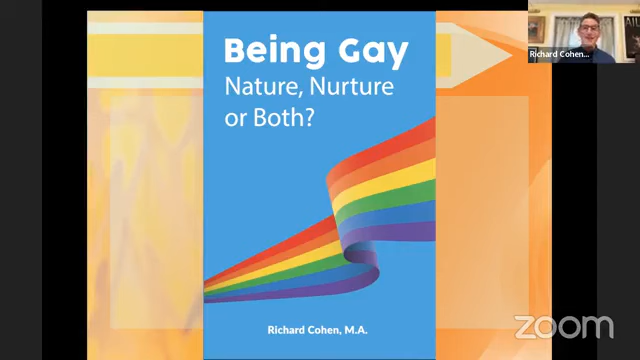 Being Gay
Nature, Nurture
or Both?
Richard Cohen, M.A.
Richard Cohen...
zoom